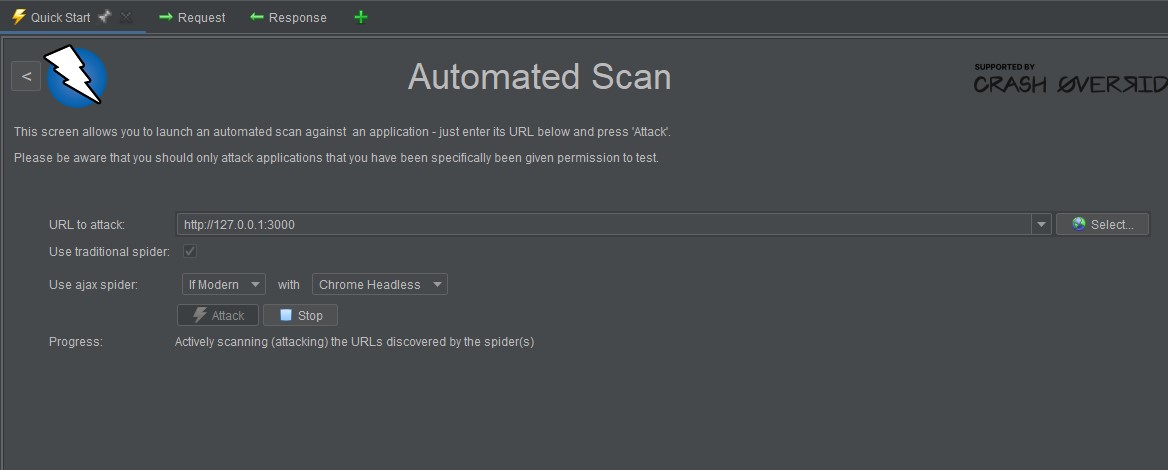 Quick Start Request Response
<
Automated Scan
SUPPORTED BY
CRASH ØVERRID
This screen allows you to launch an automated scan against  an application - just enter its URL below and press 'Attack'.
Please be aware that you should only attack applications that you have been specifically been given permission to test.
URL to attack: http://127.0.0.1:3000 Select...
Use traditional spider:
Use ajax spider: If Modern with Chrome Headless
Attack Stop
Progress: Actively scanning (attacking) the URLs discovered by the spider(s)